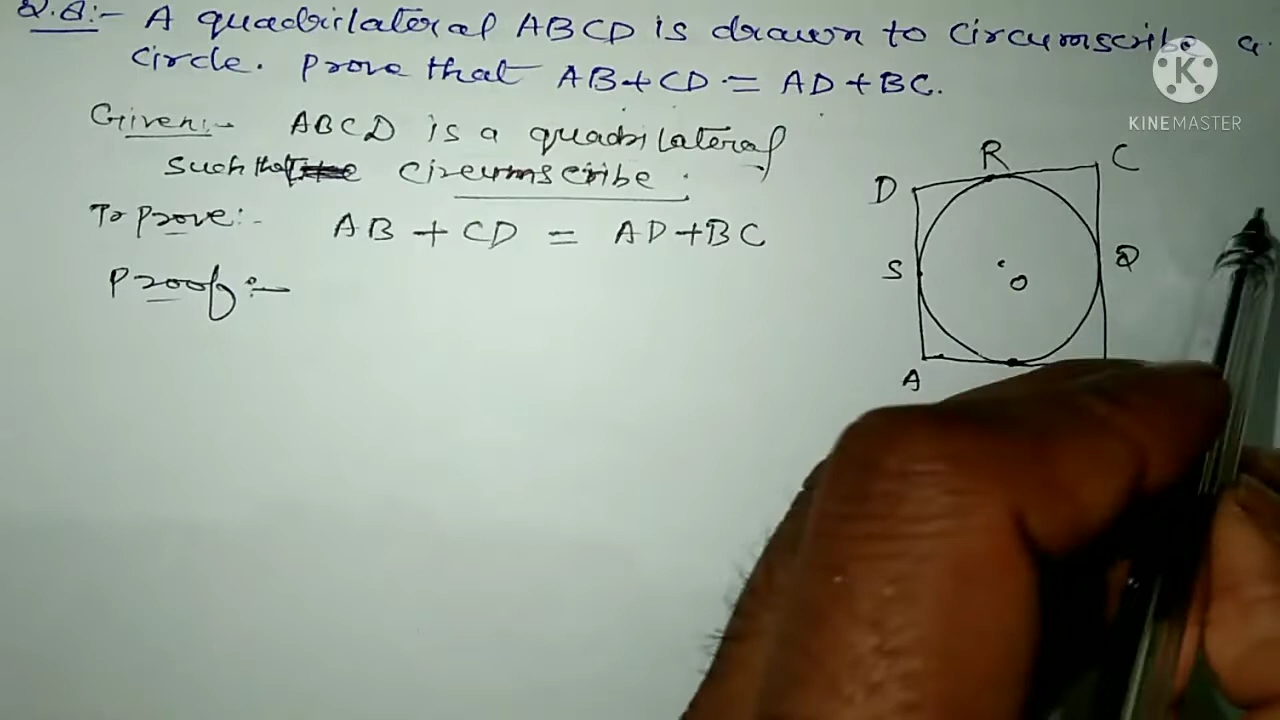 Q.8:- A quadrilateral ABCD is drawn to circumscribe a
circle. Prove that AB+CD = AD+BC.
K
KINEMASTER
Given:- ABCD is a quadrilateral
such that circumscribe.
To Prove:- AB + CD = AD+BC
Proof:-
R
C
D
S
Q
O
A